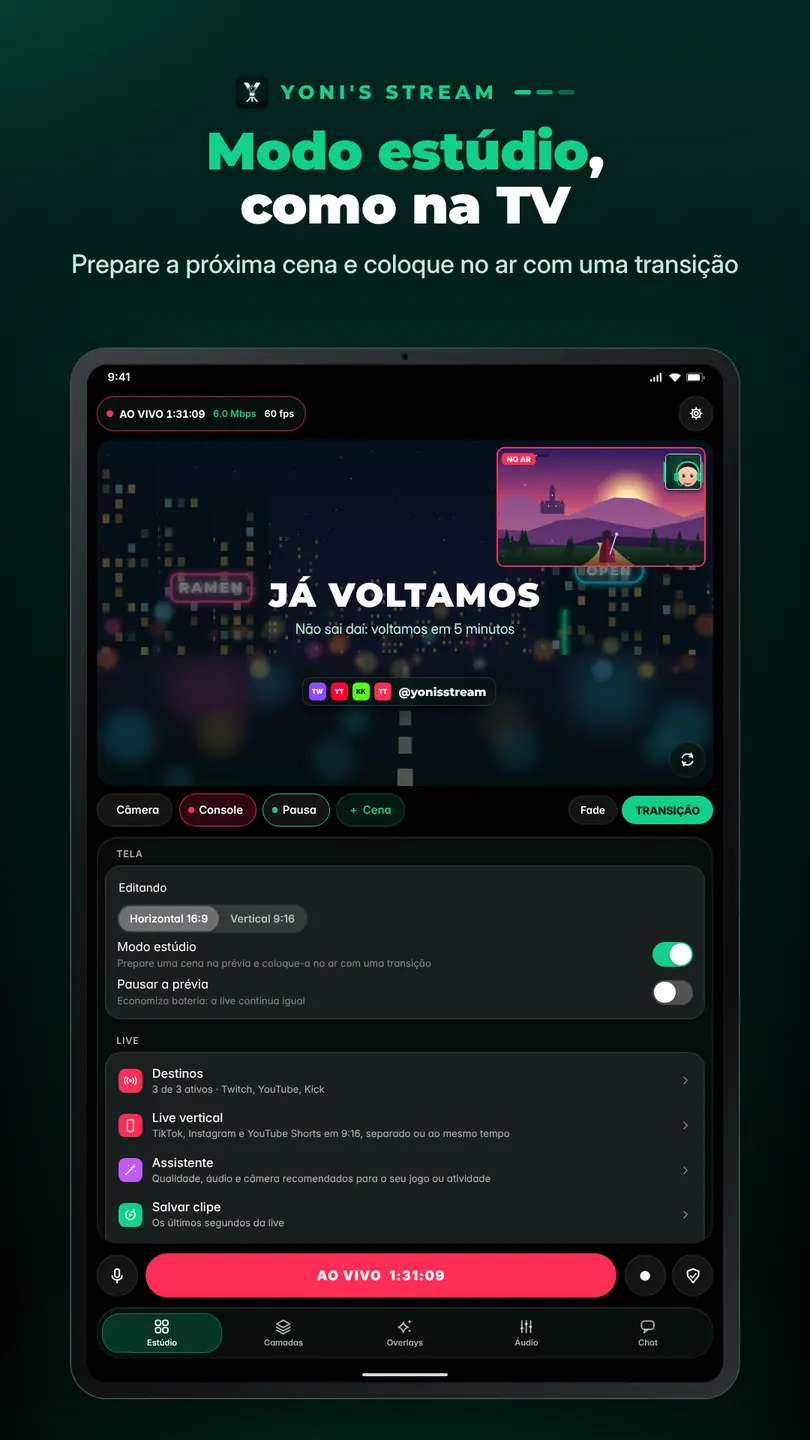 YONI'S STREAM
Modo estúdio,
como na TV
Prepare a próxima cena e coloque no ar com uma transição
9:41
AO VIVO 1:31:09 6.0 Mbps 60 fps
NO AR
RAMEN
OPEN
JÁ VOLTAMOS
Não sai daí: voltamos em 5 minutos
TW YT KK TT @yonisstream
Câmera Console Pausa + Cena Fade TRANSIÇÃO
TELA
Editando
Horizontal 16:9 Vertical 9:16
Modo estúdio
Prepare uma cena na prévia e coloque-a no ar com uma transição
Pausar a prévia
Economiza bateria: a live continua igual
LIVE
Destinos
3 de 3 ativos · Twitch, YouTube, Kick
Live vertical
TikTok, Instagram e YouTube Shorts em 9:16, separado ou ao mesmo tempo
Assistente
Qualidade, áudio e câmera recomendados para o seu jogo ou atividade
Salvar clipe
Os últimos segundos da live
AO VIVO 1:31:09
Estúdio Camadas Overlays Áudio Chat